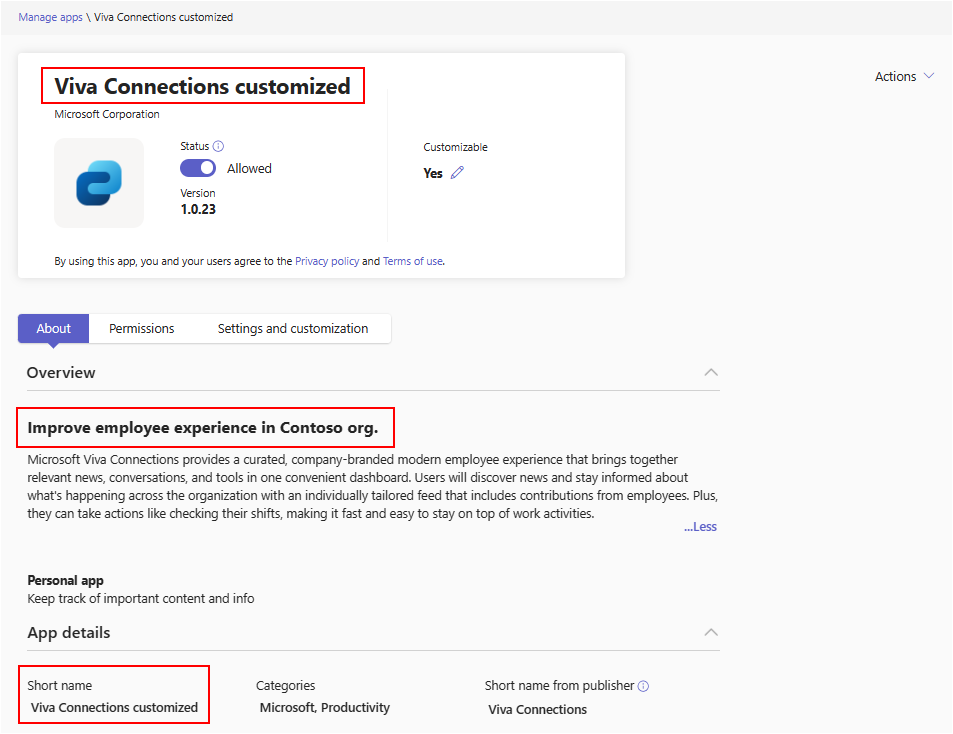 Manage apps \ Viva Connections customized
Actions
Viva Connections customized
Microsoft Corporation
Status
Allowed
Version
1.0.23
Customizable
Yes
By using this app, you and your users agree to the Privacy policy and Terms of use.
About Permissions Settings and customization
Overview
Improve employee experience in Contoso org.
Microsoft Viva Connections provides a curated, company-branded modern employee experience that brings together
relevant news, conversations, and tools in one convenient dashboard. Users will discover news and stay informed about
what's happening across the organization with an individually tailored feed that includes contributions from employees. Plus,
they can take actions like checking their shifts, making it fast and easy to stay on top of work activities.
...Less
Personal app
Keep track of important content and info
App details
Short name
Viva Connections customized
Categories
Microsoft, Productivity
Short name from publisher
Viva Connections